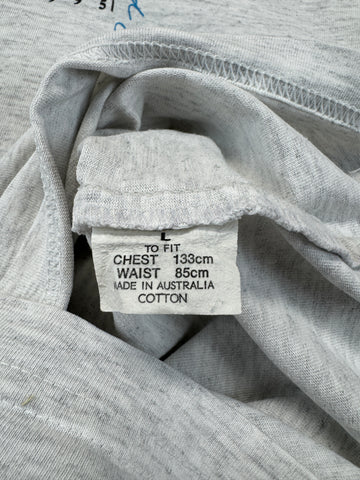 L
TO FIT
CHEST 133cm
WAIST 85cm
MADE IN AUSTRALIA
COTTON